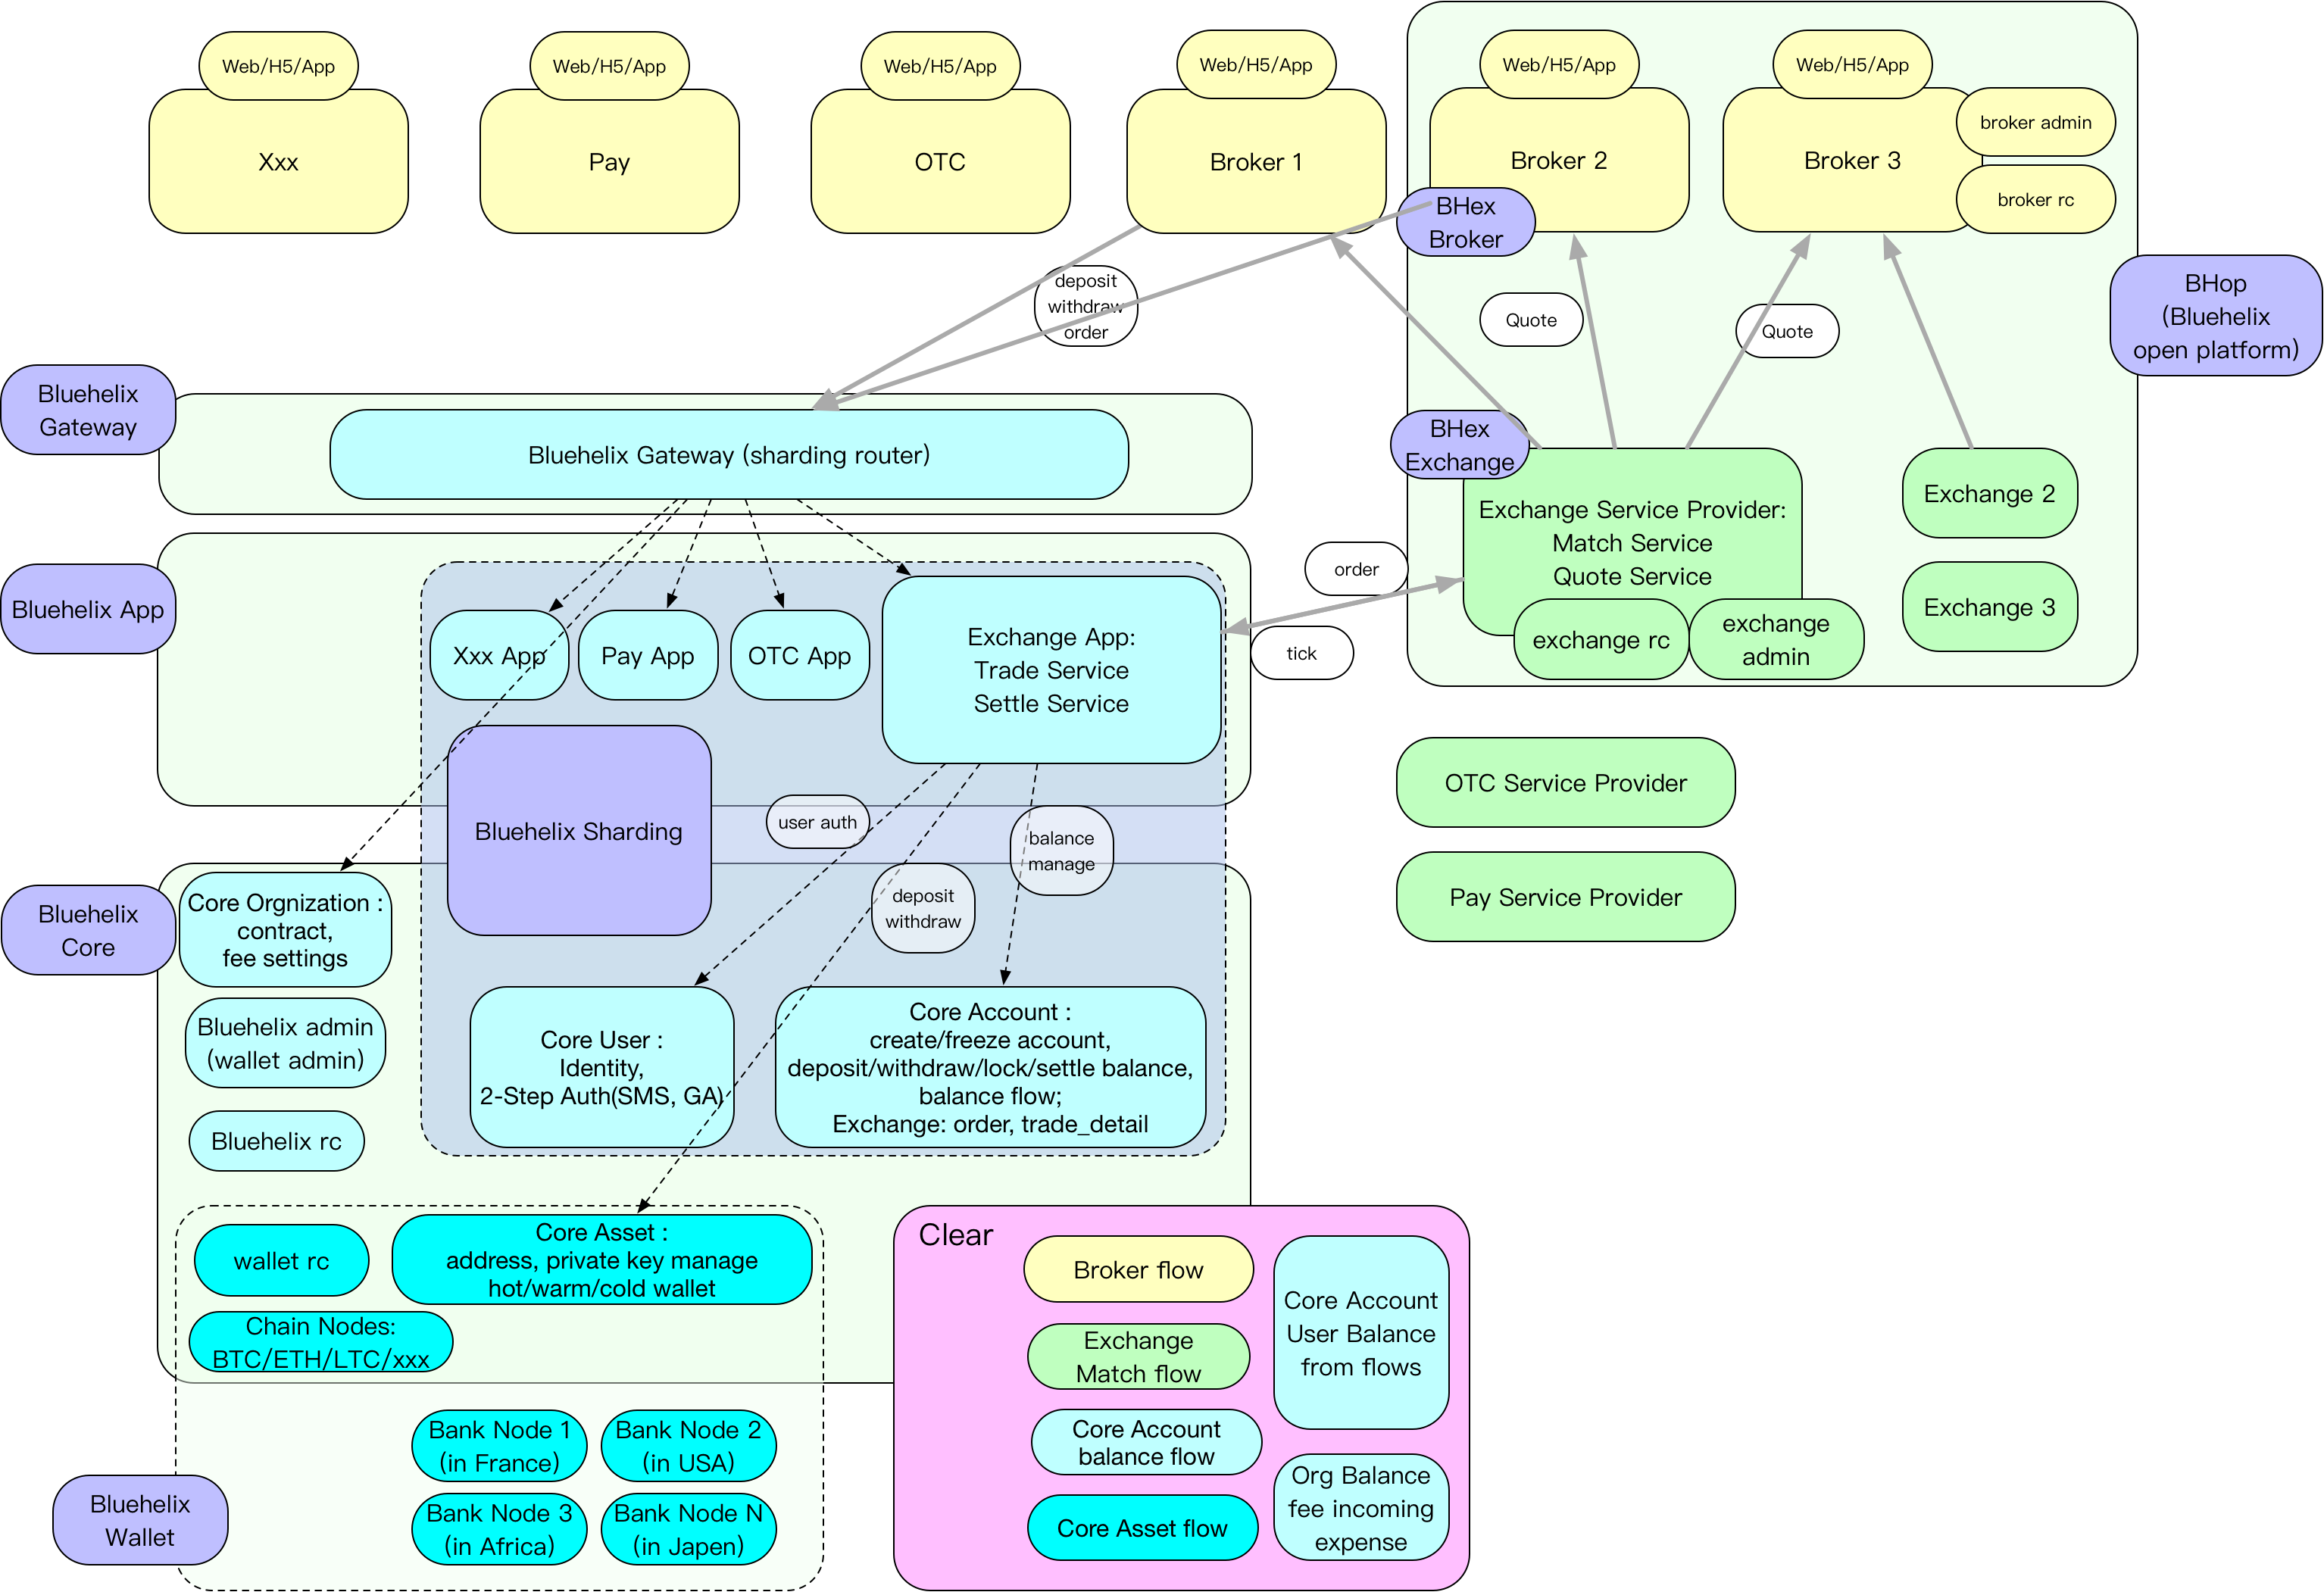 Web/H5/App
Xxx
Web/H5/App
Pay
Web/H5/App
OTC
Web/H5/App
Broker 1
Web/H5/App
Broker 2
Web/H5/App
Broker 3
broker admin
broker rc
BHex
Broker
BHop
(Bluehelix
open platform)
deposit
withdraw
order
Quote
Quote
Bluehelix
Gateway
Bluehelix Gateway (sharding router)
BHex
Exchange
Exchange Service Provider:
Match Service
Quote Service
exchange rc
exchange
admin
Exchange 2
Exchange 3
order
tick
Bluehelix App
Xxx App
Pay App
OTC App
Exchange App:
Trade Service
Settle Service
OTC Service Provider
Pay Service Provider
Bluehelix Sharding
user auth
balance
manage
deposit
withdraw
Bluehelix
Core
Core Orgnization :
contract,
fee settings
Bluehelix admin
(wallet admin)
Bluehelix rc
Core User :
Identity,
2-Step Auth(SMS, GA)
Core Account :
create/freeze account,
deposit/withdraw/lock/settle balance,
balance flow;
Exchange: order, trade_detail
wallet rc
Core Asset :
address, private key manage
hot/warm/cold wallet
Chain Nodes:
BTC/ETH/LTC/xxx
Bank Node 1
(in France)
Bank Node 2
(in USA)
Bank Node 3
(in Africa)
Bank Node N
(in Japen)
Bluehelix
Wallet
Clear
Broker flow
Exchange
Match flow
Core Account
balance flow
Core Asset flow
Core Account
User Balance
from flows
Org Balance
fee incoming
expense